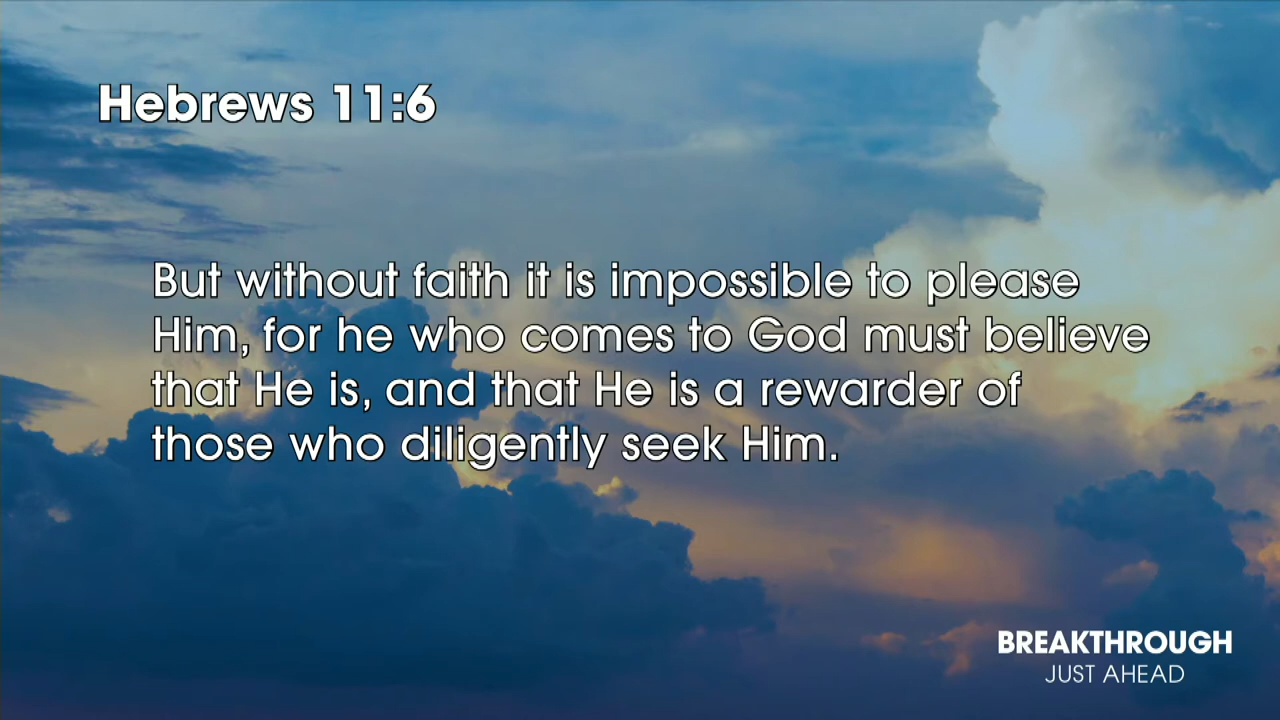 Hebrews 11:6
But without faith it is impossible to please
Him, for he who comes to God must believe
that He is, and that He is a rewarder of
those who diligently seek Him.
BREAKTHROUGH
JUST AHEAD